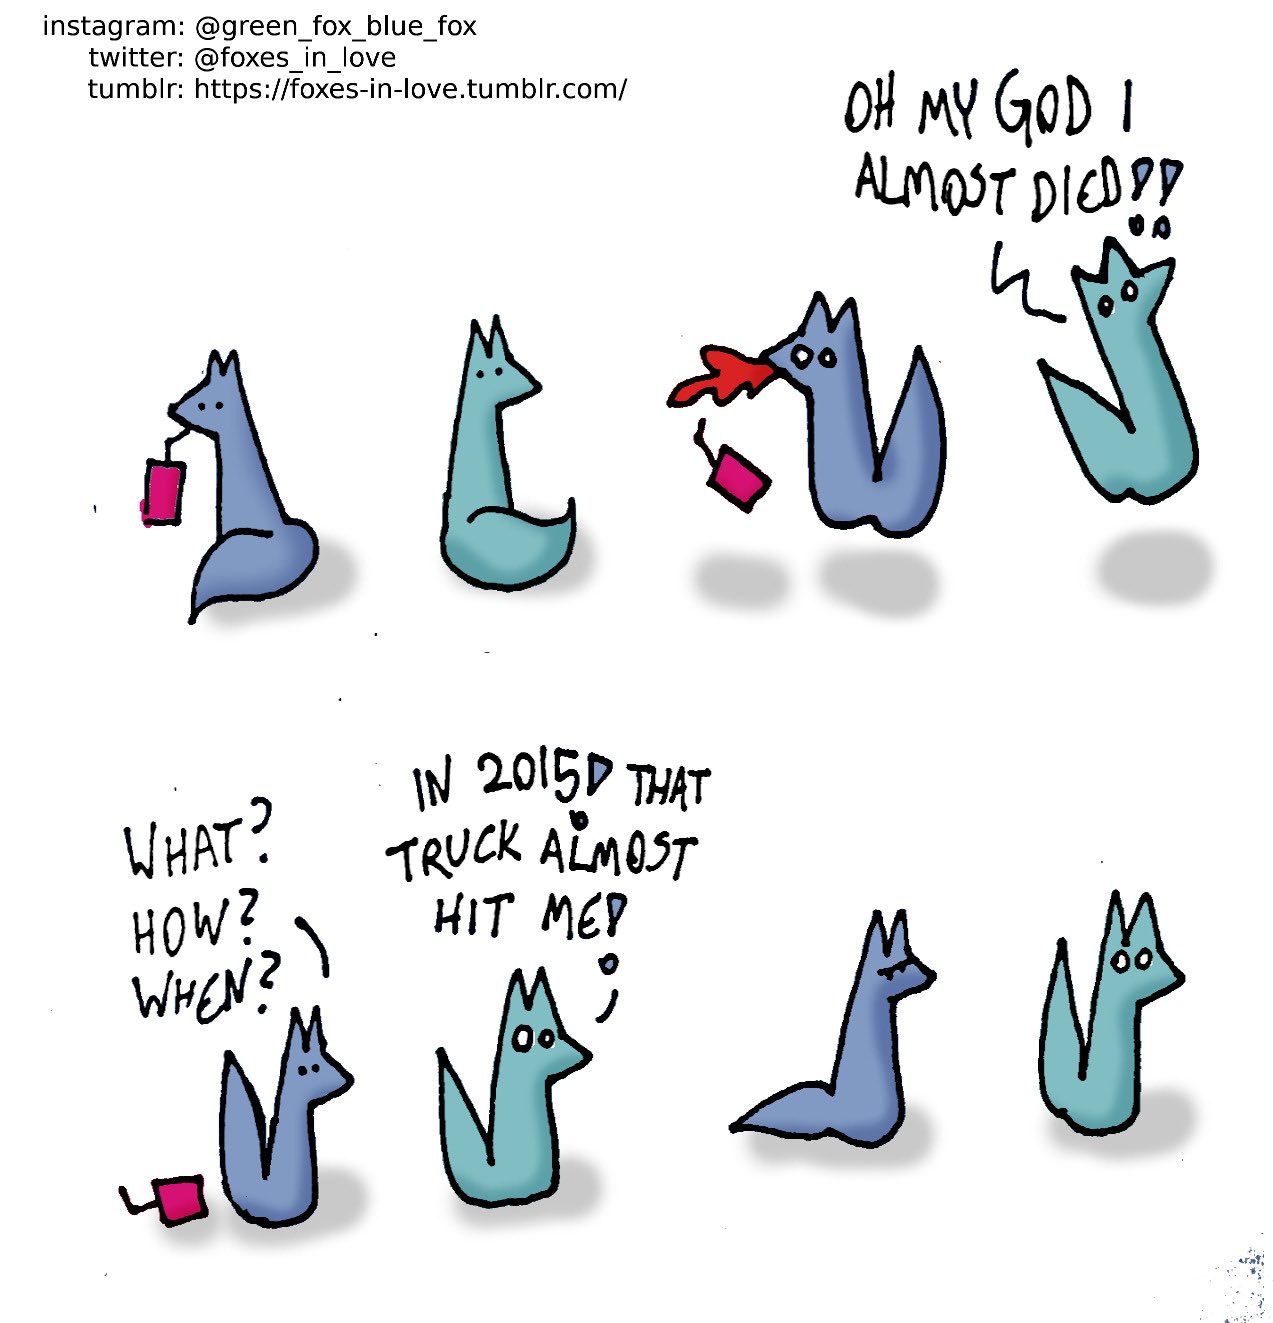 instagram: @green_fox_blue_fox
twitter: @foxes_in_love
tumblr: https://foxes-in-love.tumblr.com/
OH MY GOD I
ALMOST DIED!!
WHAT?
HOW?
WHEN?
IN 2015! THAT
TRUCK ALMOST
HIT ME!